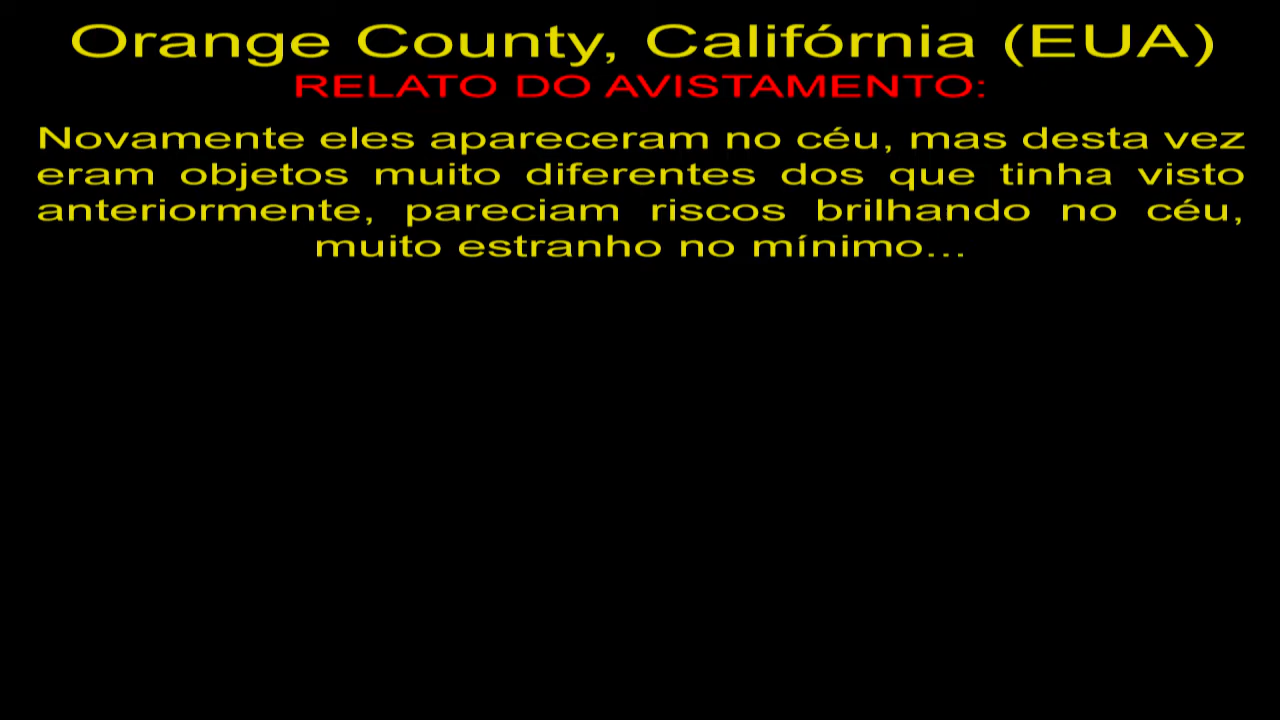 Orange County, Califórnia (EUA)
RELATO DO AVISTAMENTO:
Novamente eles apareceram no céu, mas desta vez
eram objetos muito diferentes dos que tinha visto
anteriormente, pareciam riscos brilhando no céu,
muito estranho no mínimo...